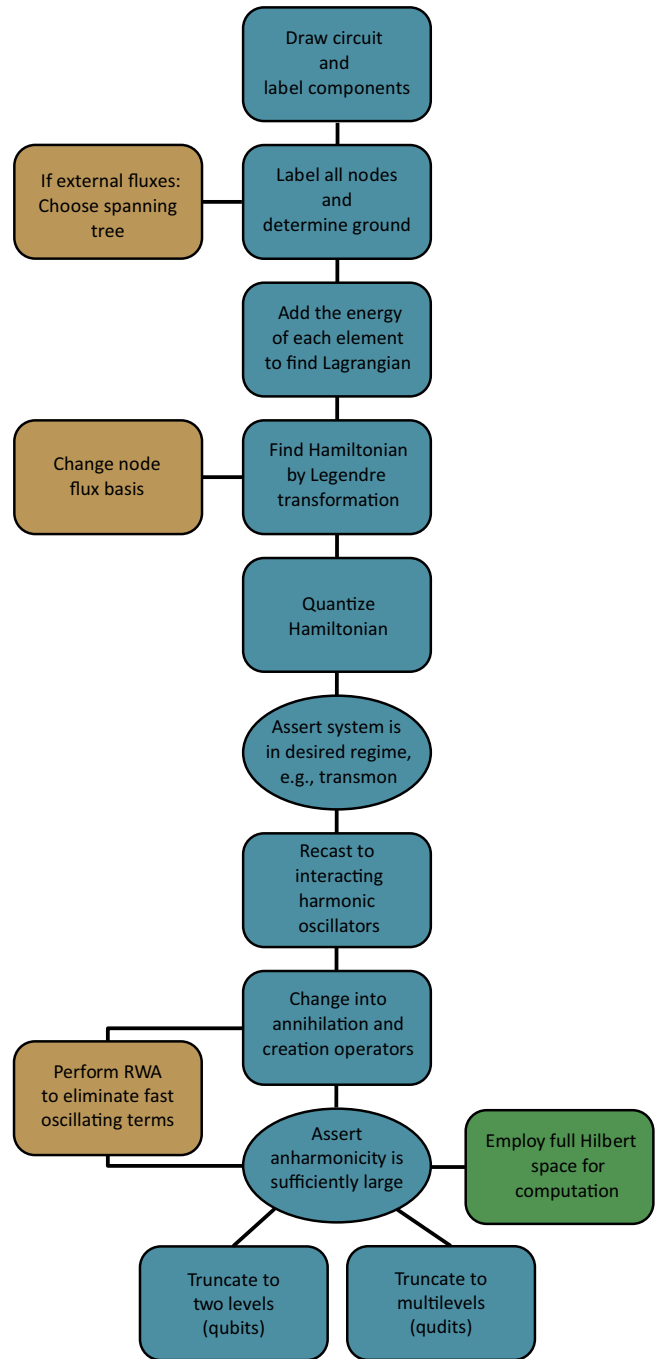 Draw circuit
and
label components
If external fluxes:
Choose spanning
tree
Label all nodes
and
determine ground
Add the energy
of each element
to find Lagrangian
Change node
flux basis
Find Hamiltonian
by Legendre
transformation
Quantize
Hamiltonian
Assert system is
in desired regime,
e.g., transmon
Recast to
interacting
harmonic
oscillators
Change into
annihilation and
creation operators
Perform RWA
to eliminate fast
oscillating terms
Assert
anharmonicity is
sufficiently large
Employ full Hilbert
space for
computation
Truncate to
two levels
(qubits)
Truncate to
multilevels
(qudits)